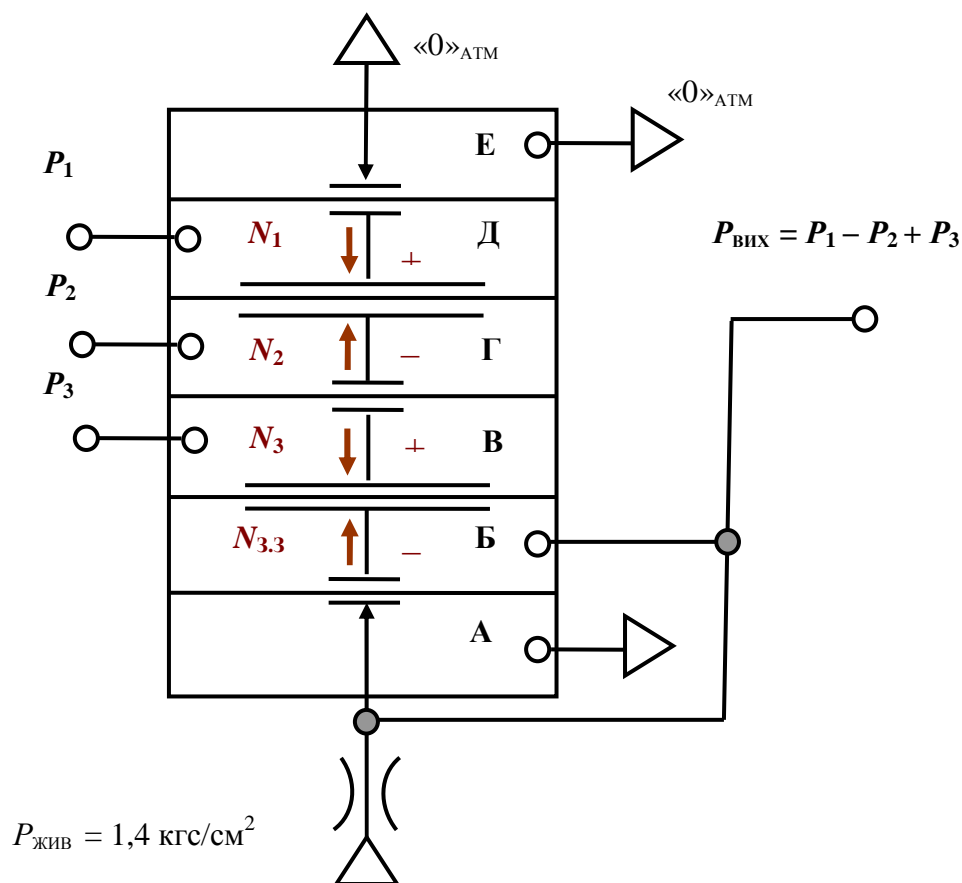 «0»АТМ
«0»АТМ
Е
P1
N1
+
Д
Pвих = P1 – P2 + P3
P2
N2
–
Г
P3
N3
+
В
N3.3
–
Б
А
PЖИВ = 1,4 кгс/см²